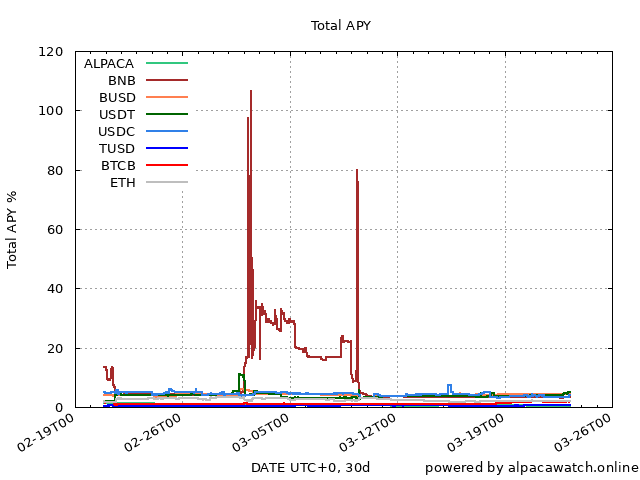 Total APY
Total APY %
120
100
80
60
40
20
0
ALPACA
BNB
BUSD
USDT
USDC
TUSD
BTCB
ETH
02-19T00
02-26T00
03-05T00
03-12T00
03-19T00
03-26T00
DATE UTC+0, 30d
powered by alpacawatch.online